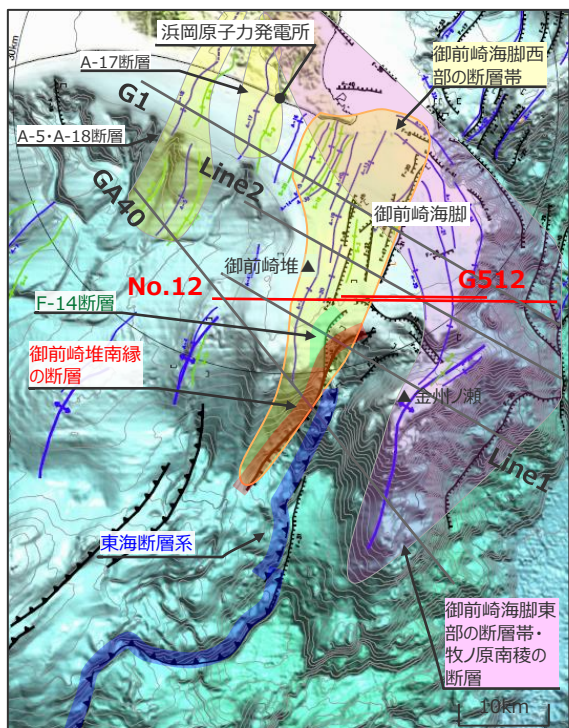 浜岡原子力発電所
30km
A-17断層
御前崎海脚西
部の断層帯
G1
A-5・A-18断層
Line2
GA40
御前崎海脚
御前崎堆
No.12
G512
F-14断層
御前崎堆南縁
の断層
金州ノ瀬
Line1
東海断層系
御前崎海脚東
部の断層帯・
牧ノ原南稜の
断層
10km